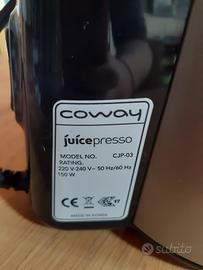 coway
juicepresso
MODEL NO. CJP-03
RATING.
220 V-240 V~ 50 Hz/60 Hz
150 W
MADE IN KOREA
subito